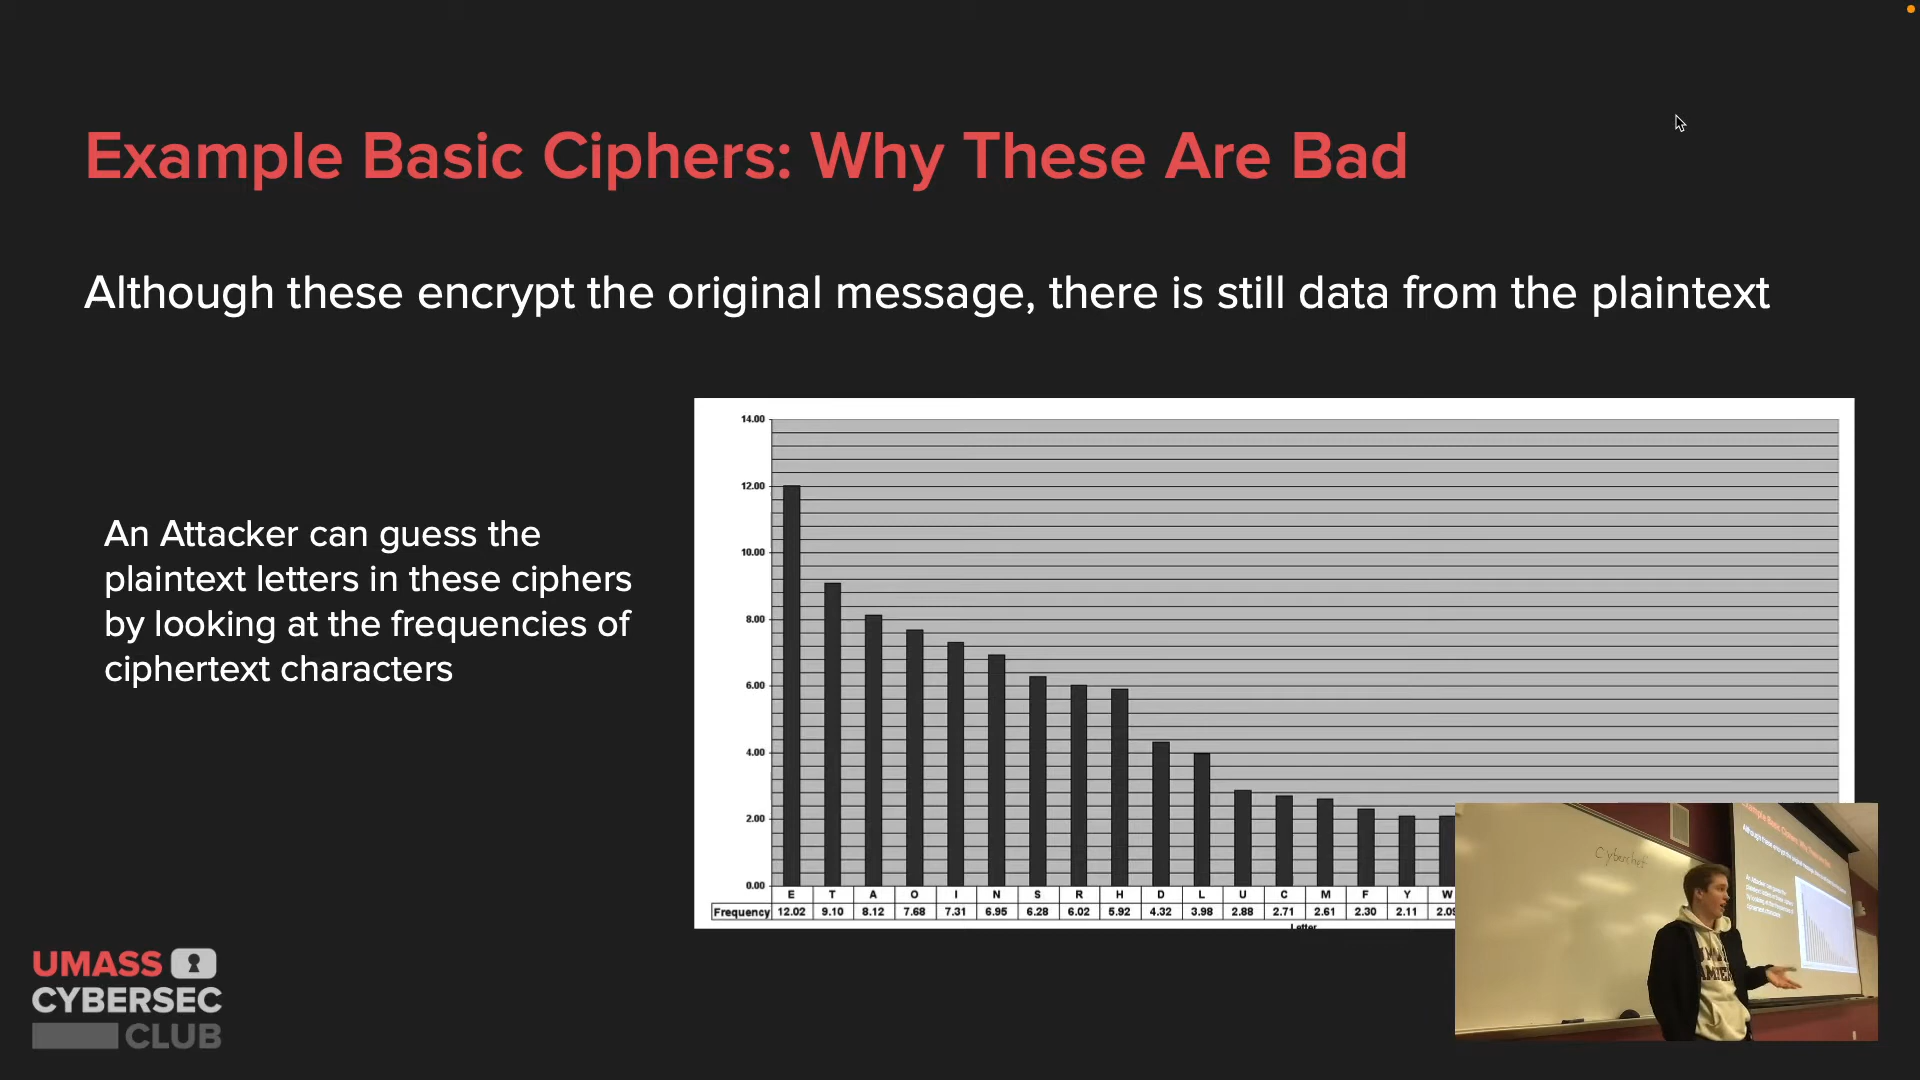 Example Basic Ciphers: Why These Are Bad
Although these encrypt the original message, there is still data from the plaintext
An Attacker can guess the
plaintext letters in these ciphers
by looking at the frequencies of
ciphertext characters
14.00
12.00
10.00
8.00
6.00
4.00
2.00
0.00
E T A O I N S R H D L U C M F Y W
Frequency 12.02 9.10 8.12 7.68 7.31 6.95 6.28 6.02 5.92 4.32 3.98 2.88 2.71 2.61 2.30 2.11 2.09
Letter
Cyberchef
UMASS
CYBERSEC
CLUB